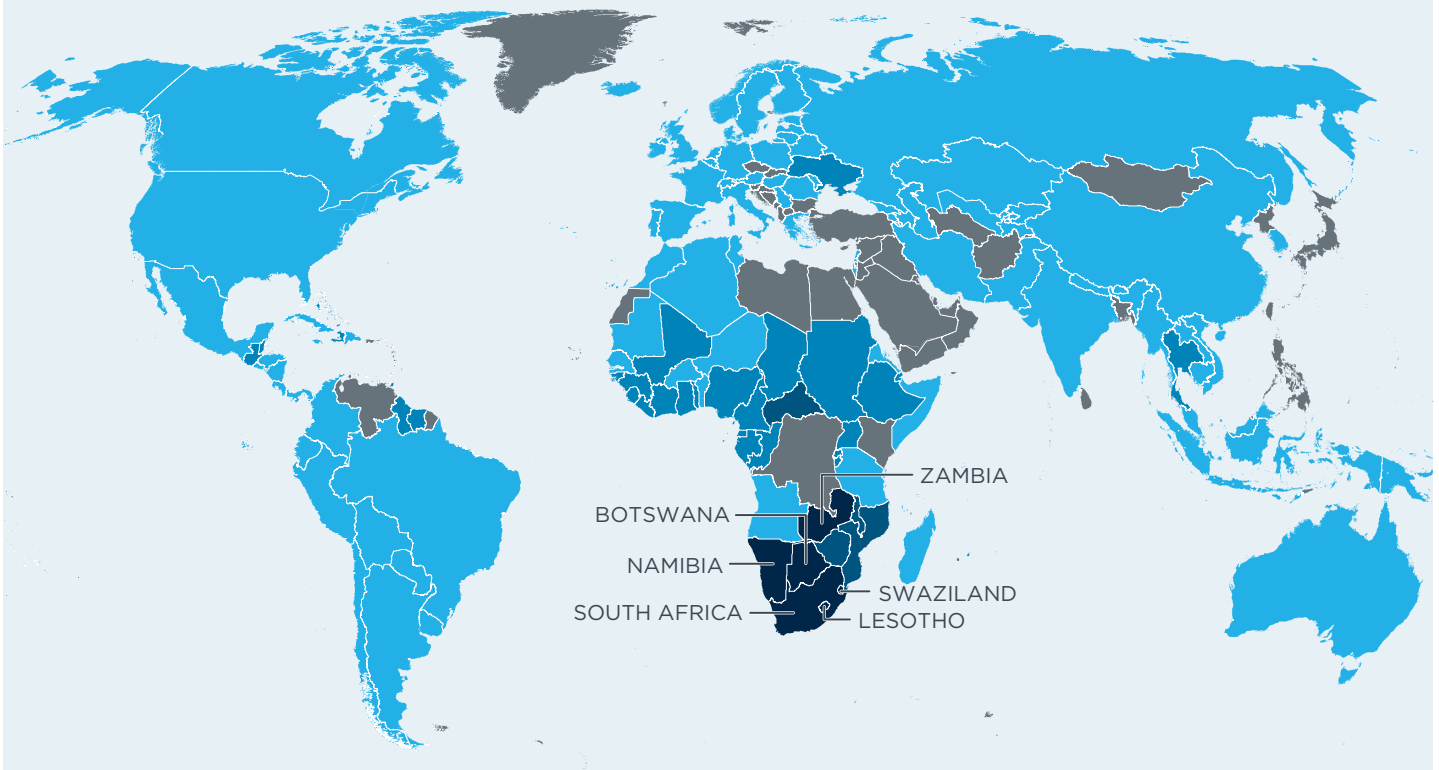 ZAMBIA
BOTSWANA
NAMIBIA
SWAZILAND
SOUTH AFRICA
LESOTHO